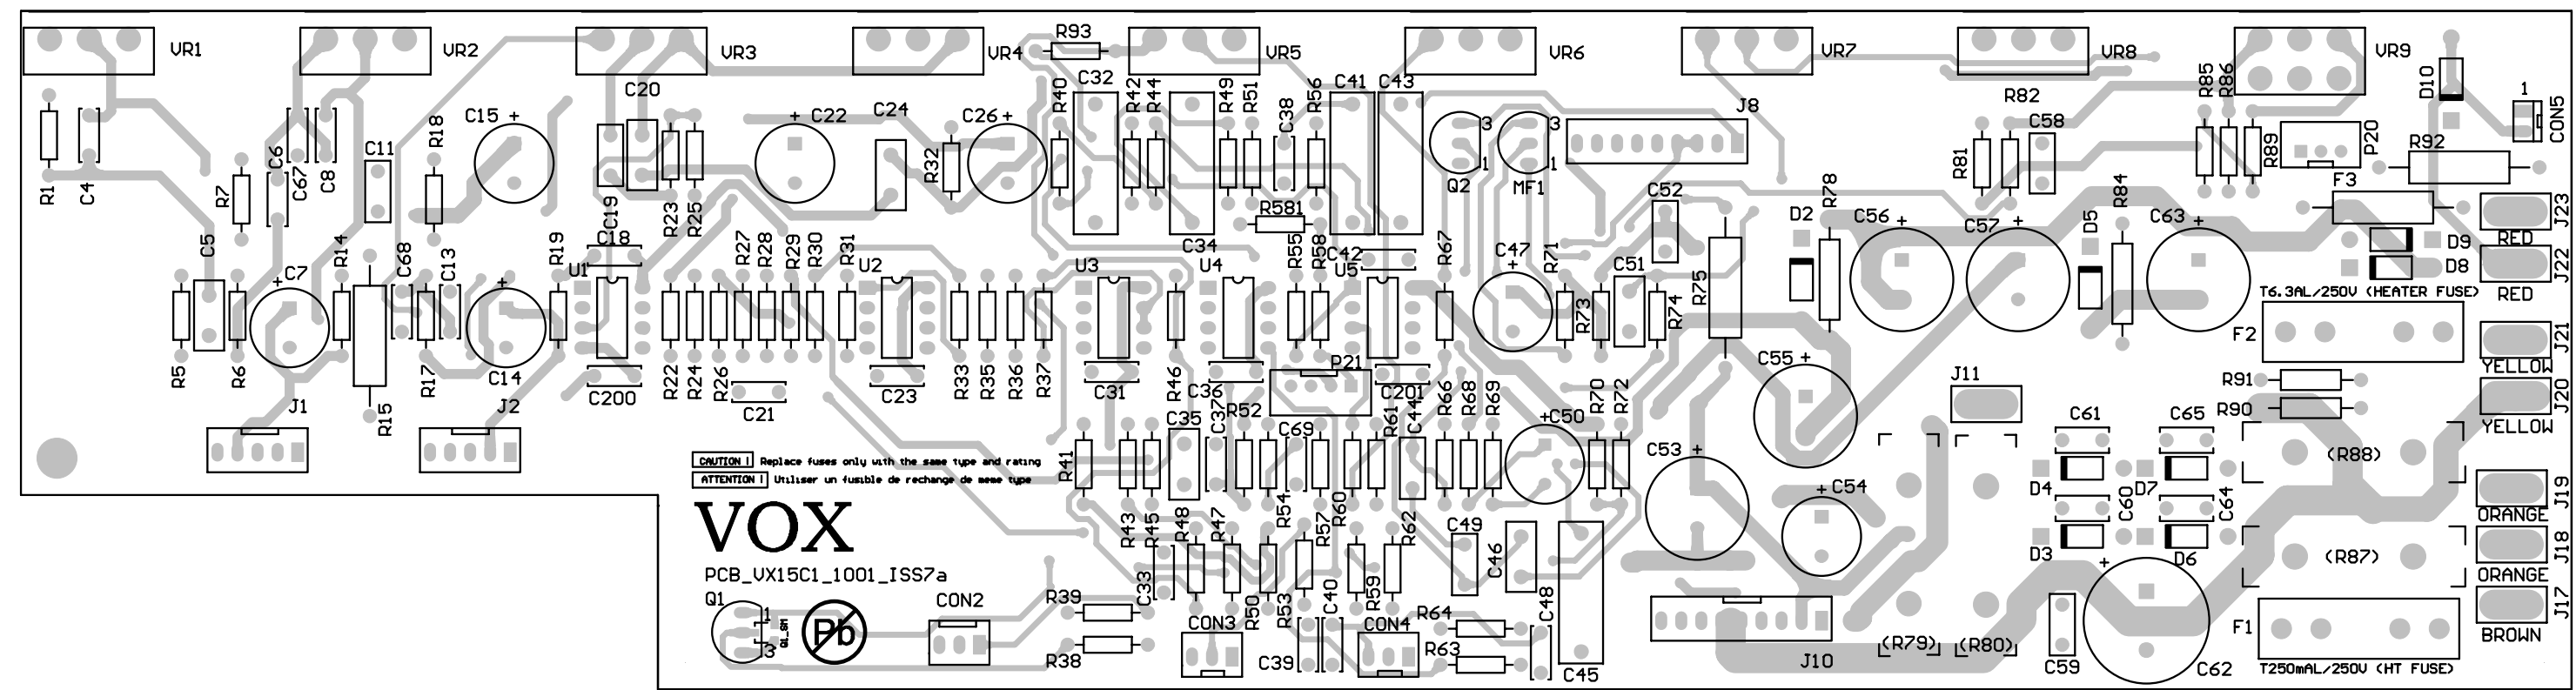 VR1 VR2 VR3 VR4 R93 VR5 VR6 VR7 VR8 VR9
R1 C4 R7 C6 C67 C8 C11 R18 C15 + C20 C19 R23 R25 + C22 C24 R32 C26 + R40 C32 R42 R44 C34 R49 R51 C38 R56 C41 C43 R581
Q2 3 1 MF1 3 1 J8 R81 R82 C58 R85 R86 R89 P20 D10 R92 1 CON5
C5 C7 + R14 C68 C13 R19 C18 U1 R27 R28 R29 R30 R31 U2 U3 U4 R55 R58 C42 U5 R67 C47 + R71 C52 C51 R75 D2 R78 C56 + C57 + D5 R84 C63 + F3 D9 D8
J23
RED
J22
RED
T6.3AL/250V (HEATER FUSE)
F2
J21
YELLOW
J20
YELLOW
R5 R6 R15 R17 C14 C200 R22 R24 R26 C21 C23 R33 R35 R36 R37 C31 R46 C36 P21 C201 R73 R74 C55 + J11 R91 R90
J1 J2 R41 C35 C37 R52 C69 R61 C44 R66 R68 R69 +C50 R70 R72 C53 + C54 + C61 C65 (R88)
CAUTION ! Replace fuses only with the same type and rating
ATTENTION ! Utiliser un fusible de rechange de meme type
VOX
PCB_VX15C1_1001_ISS7a
R43 R45 R48 R47 R54 R57 R60 R62 C49 C46 D4 C60 D7 C64 D3 D6 (R87)
J19
ORANGE
J18
ORANGE
J17
BROWN
Q1 1 3 Q1_SM Pb CON2 R39 R38 C33 R50 R53 C40 R59 CON3 C39 CON4 R64 R63 C48 C45 J10 (R79) (R80) C59 + C62 F1
T250mAL/250V (HT FUSE)